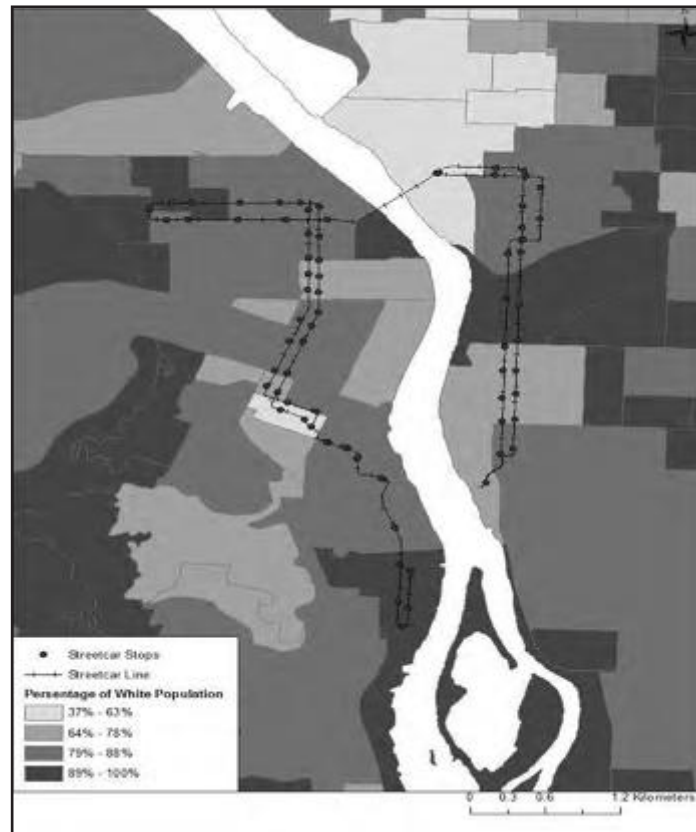 Streetcar Stops
Streetcar Line
Percentage of White Population
37% - 63%
64% - 78%
79% - 88%
89% - 100%
0 0.3 0.6 1.2 Kilometers